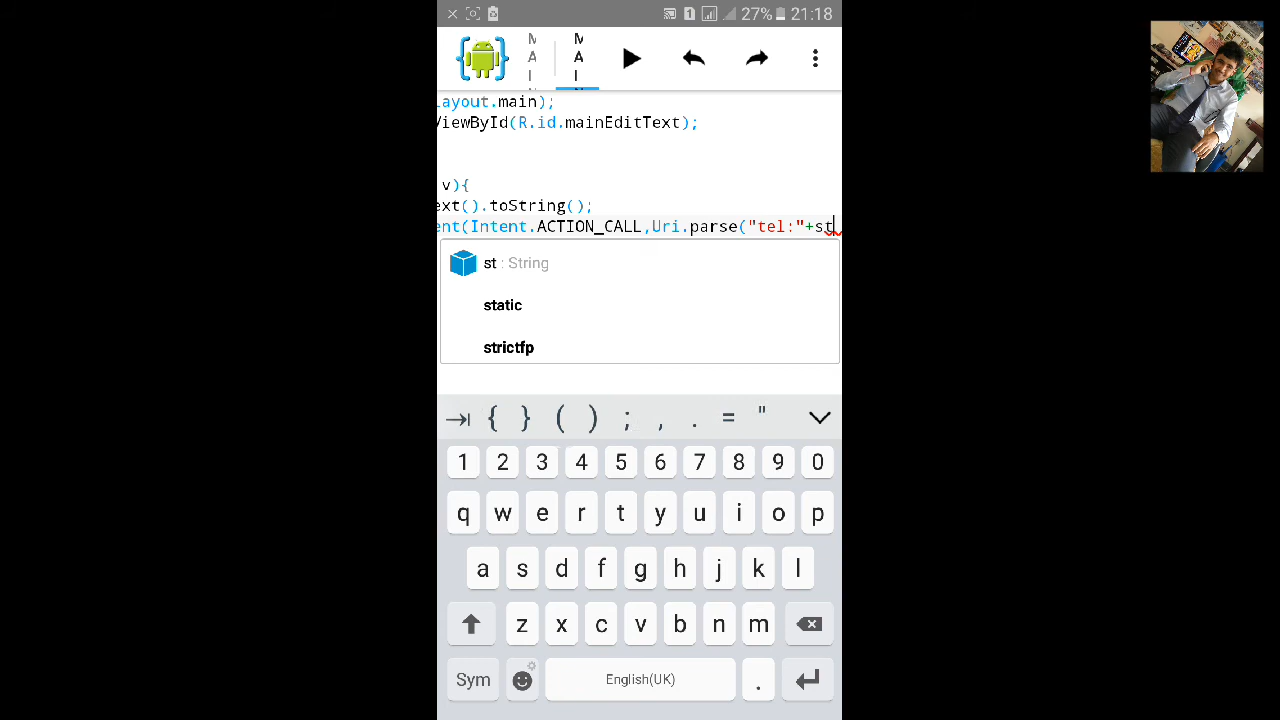 27% 21:18
M
A
I
N
M
A
I
N
ayout.main);
ViewById(R.id.mainEditText);
v){
ext().toString();
ent(Intent.ACTION_CALL,Uri.parse("tel:"+st
st : String
static
strictfp
{ } ( ) ; , . = "
1 2 3 4 5 6 7 8 9 0
q w e r t y u i o p
a s d f g h j k l
z x c v b n m
Sym English(UK) .